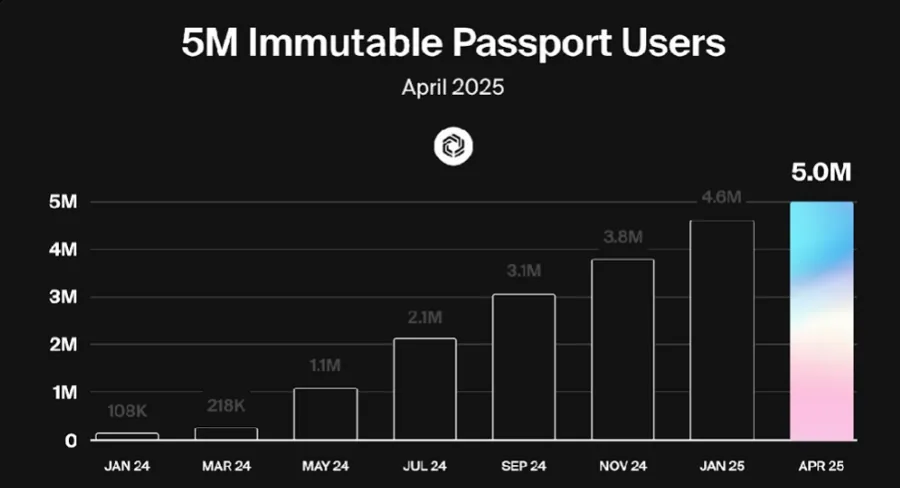 5M Immutable Passport Users
April 2025
5.0M
4.6M
3.8M
3.1M
2.1M
1.1M
218K
108K
5M
4M
3M
2M
1M
0
JAN 24 MAR 24 MAY 24 JUL 24 SEP 24 NOV 24 JAN 25 APR 25